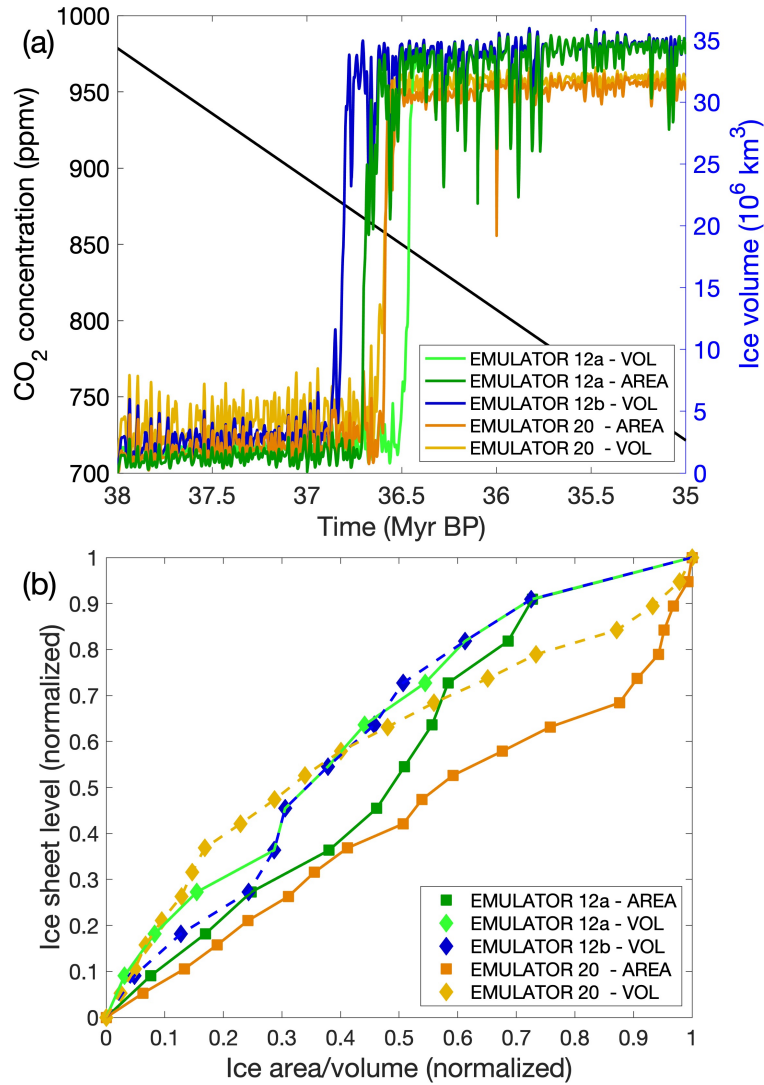 (a)
1000
950
900
850
800
750
700
CO2 concentration (ppmv)
35
30
25
20
15
10
5
0
Ice volume (10^6 km^3)
EMULATOR 12a - VOL
EMULATOR 12a - AREA
EMULATOR 12b - VOL
EMULATOR 20 - AREA
EMULATOR 20 - VOL
38 37.5 37 36.5 36 35.5 35
Time (Myr BP)
(b)
1
0.9
0.8
0.7
0.6
0.5
0.4
0.3
0.2
0.1
0
Ice sheet level (normalized)
EMULATOR 12a - AREA
EMULATOR 12a - VOL
EMULATOR 12b - VOL
EMULATOR 20 - AREA
EMULATOR 20 - VOL
0 0.1 0.2 0.3 0.4 0.5 0.6 0.7 0.8 0.9 1
Ice area/volume (normalized)